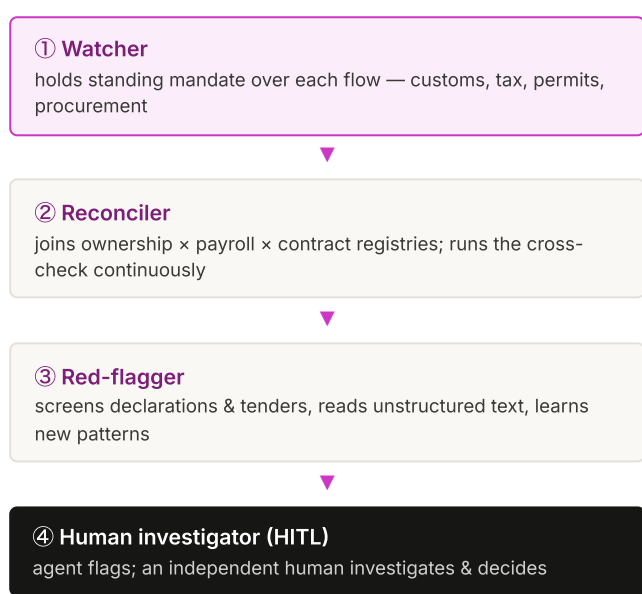 ① Watcher
holds standing mandate over each flow — customs, tax, permits,
procurement
② Reconciler
joins ownership × payroll × contract registries; runs the cross-
check continuously
③ Red-flagger
screens declarations & tenders, reads unstructured text, learns
new patterns
④ Human investigator (HITL)
agent flags; an independent human investigates & decides